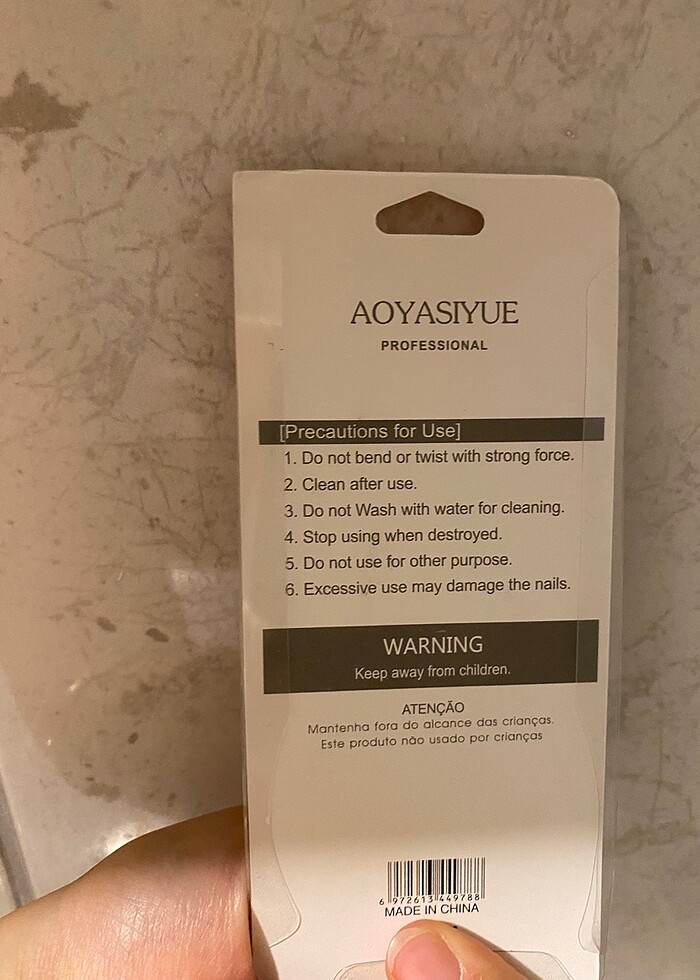 AOYASIYUE
PROFESSIONAL
[Precautions for Use]
1. Do not bend or twist with strong force.
2. Clean after use.
3. Do not Wash with water for cleaning.
4. Stop using when destroyed.
5. Do not use for other purpose.
6. Excessive use may damage the nails.
WARNING
Keep away from children.
ATENÇÃO
Mantenha fora do alcance das crianças.
Este produto não usado por crianças
6 972613 449788
MADE IN CHINA